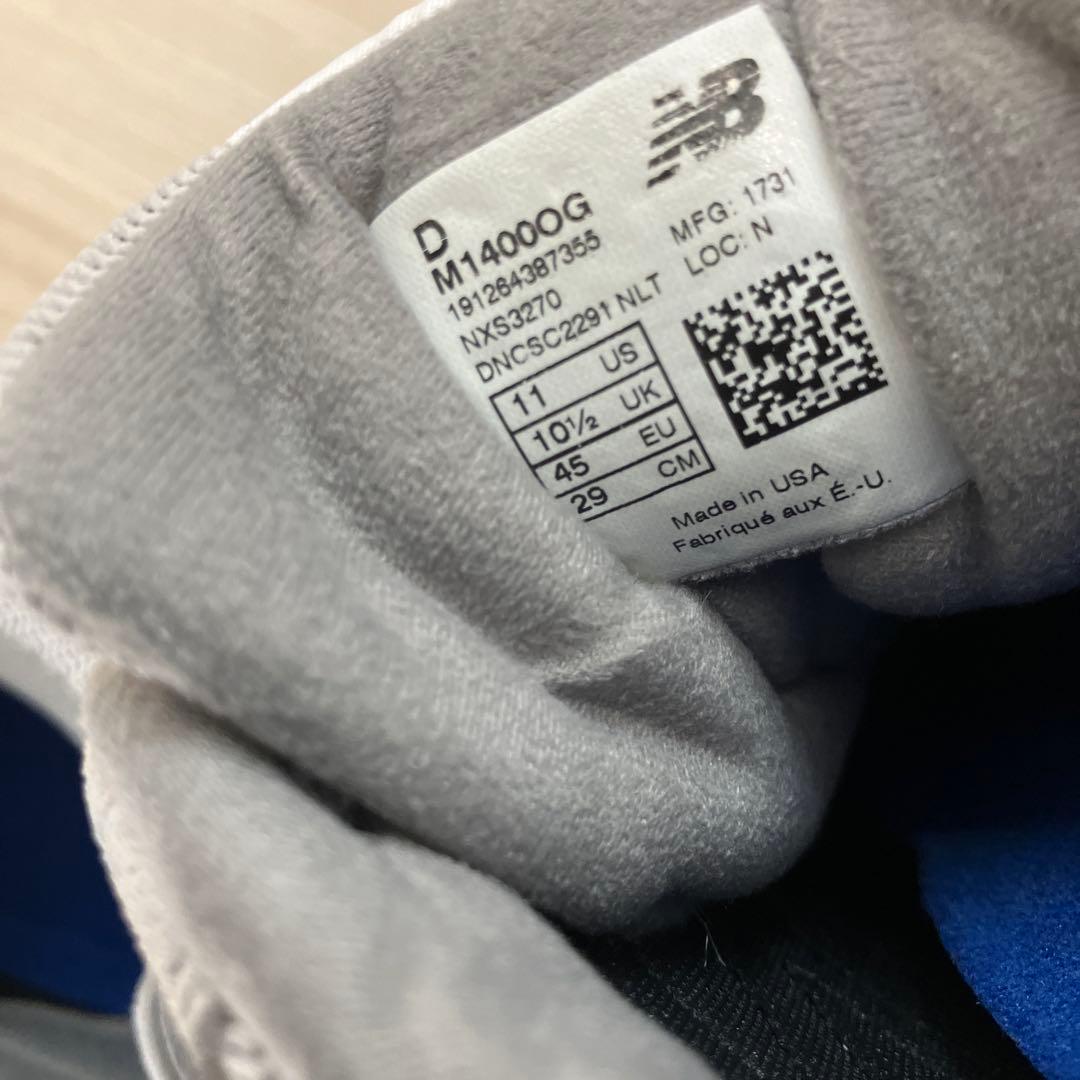 NB
D
M1400OG
191264387355
NXS3270
DNCSC2291 NLT
MFG: 1731
LOC: N
11 US
10½ UK
45 EU
29 CM
Made in USA
Fabriqué aux É.-U.